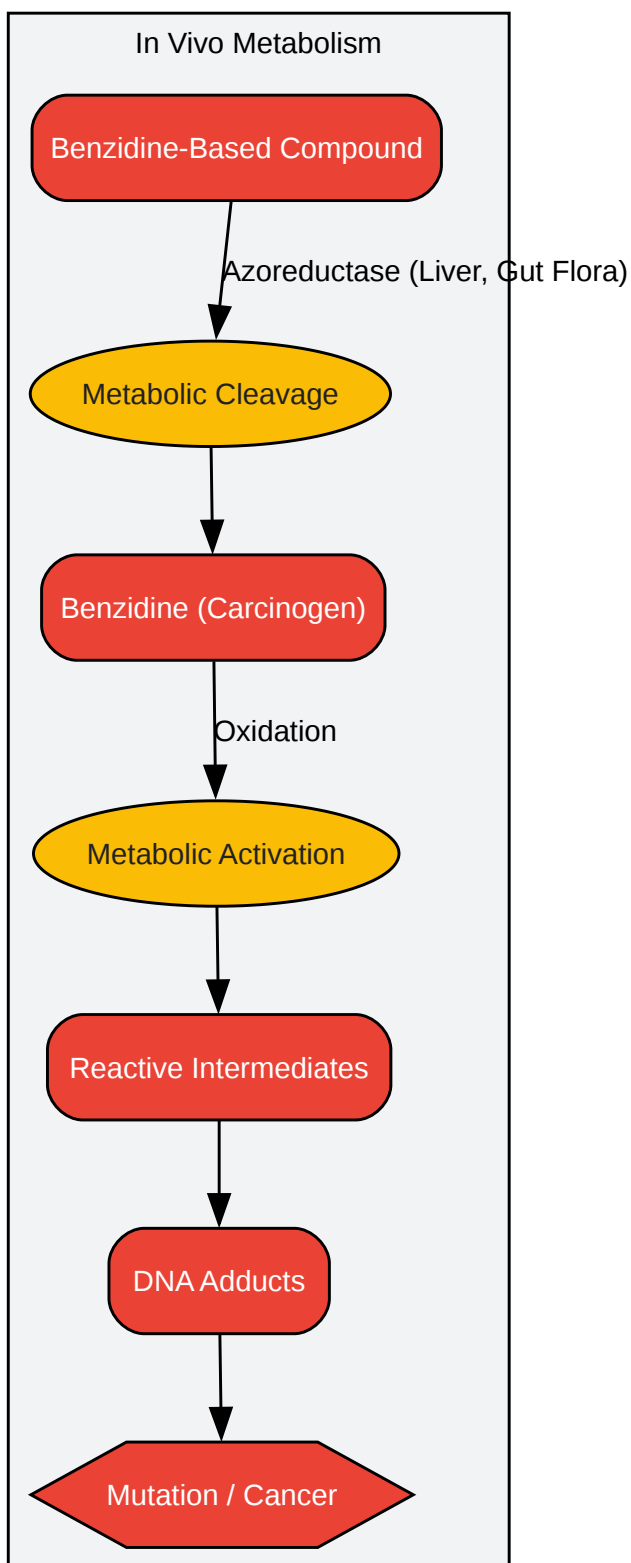 In Vivo Metabolism
Benzidine-Based Compound
Azoreductase (Liver, Gut Flora)
Metabolic Cleavage
Benzidine (Carcinogen)
Oxidation
Metabolic Activation
Reactive Intermediates
DNA Adducts
Mutation / Cancer